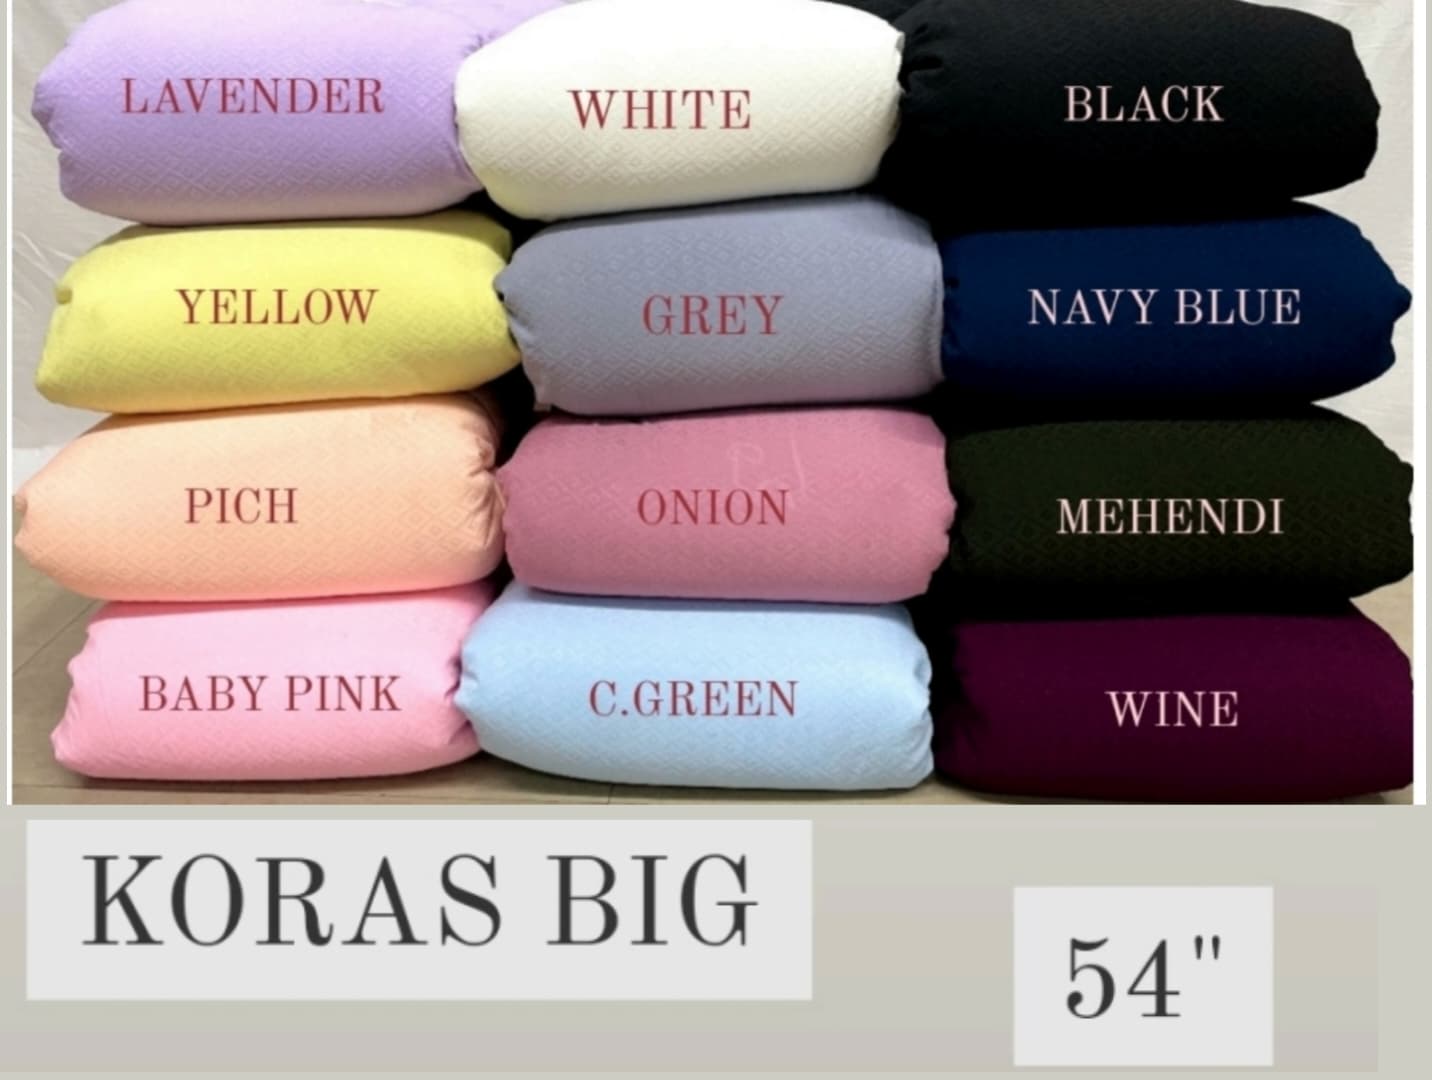 LAVENDER
WHITE
BLACK
YELLOW
GREY
NAVY BLUE
PICH
ONION
MEHENDI
BABY PINK
C.GREEN
WINE
KORAS BIG
54"